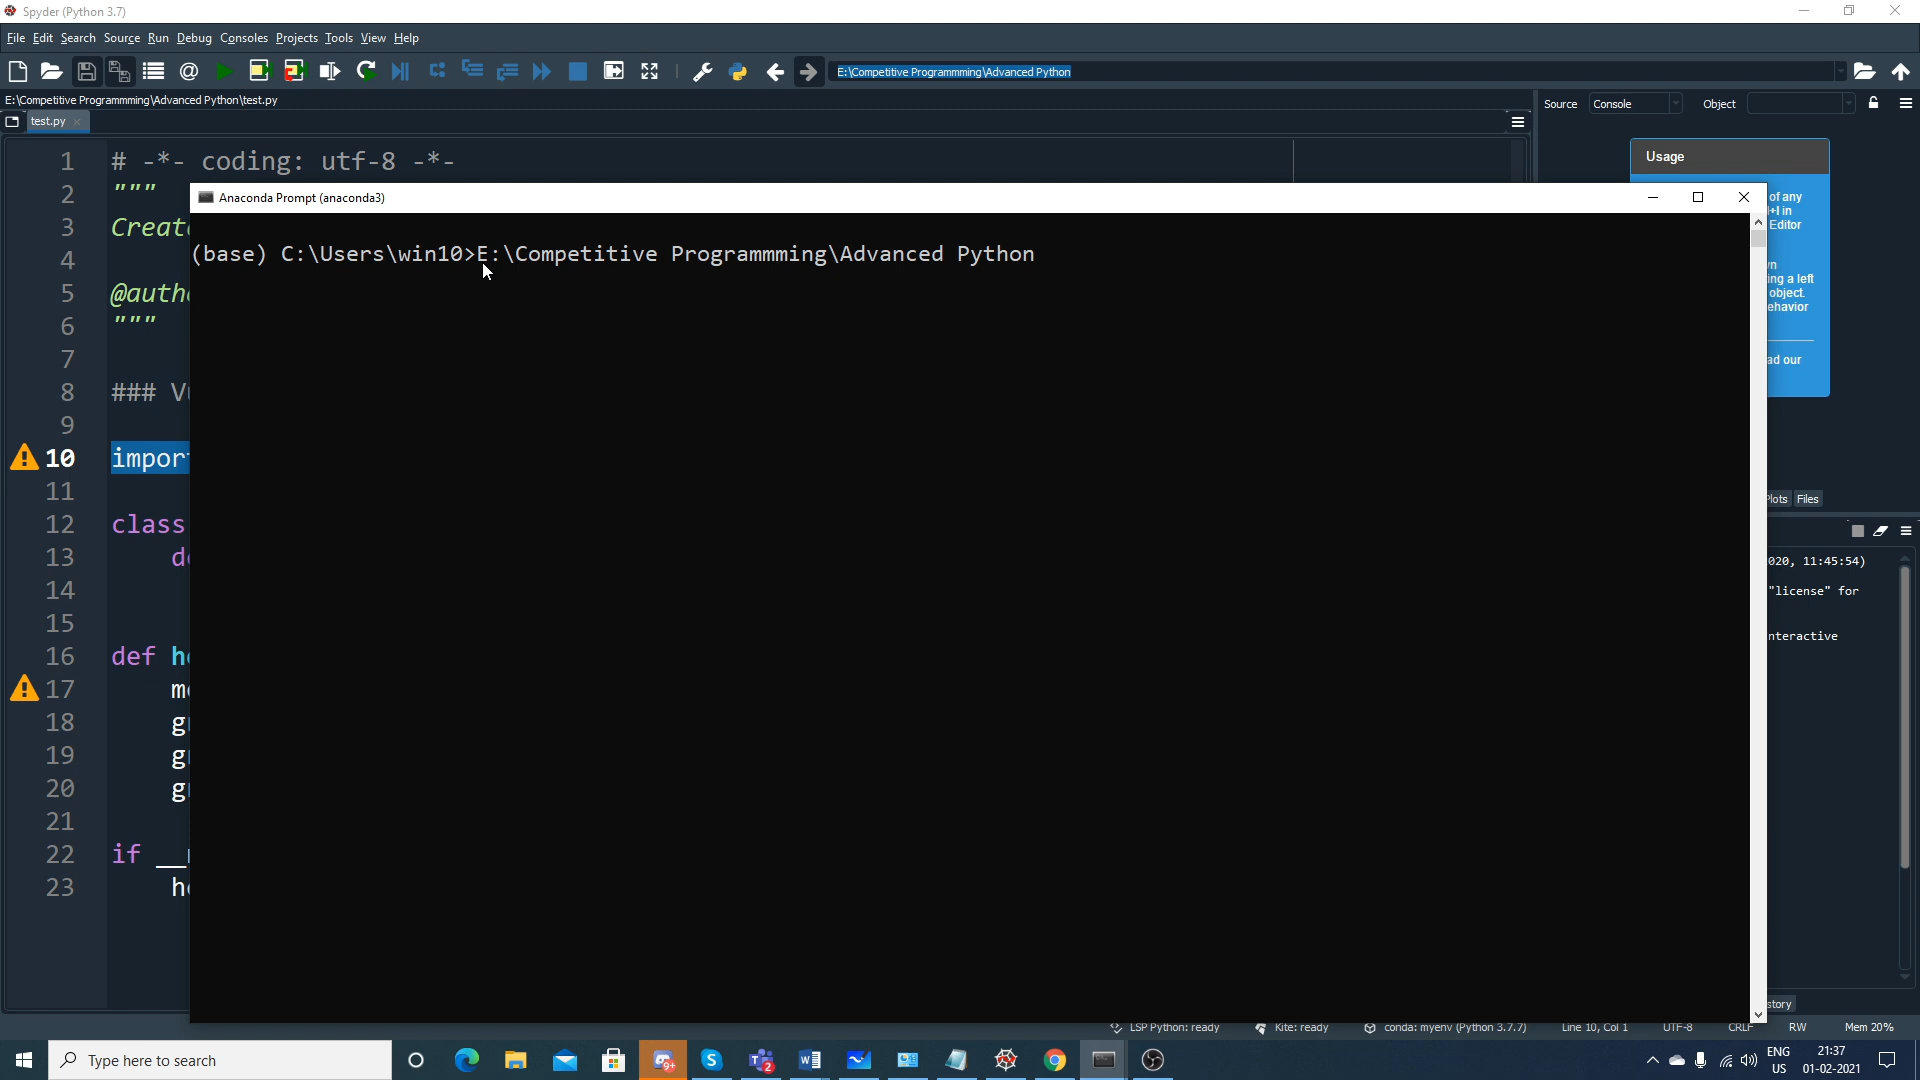 Spyder (Python 3.7)
File Edit Search Source Run Debug Consoles Projects Tools View Help
E:\Competitive Programmming\Advanced Python
E:\Competitive Programmming\Advanced Python\test.py
Source Console Object
test.py
Usage
1 # -*- coding: utf-8 -*-
2 """
3 Creat
4
5 @auth
6 """
7
8 ###
9
10 impor
11
12 class
13 d
14
15
16 def h
17 m
18 g
19 g
20 g
21
22 if __
23 h
Anaconda Prompt (anaconda3)
(base) C:\Users\win10>E:\Competitive Programmming\Advanced Python
of any
+I in
Editor
ing a left
object.
ehavior
ad our
Plots Files
020, 11:45:54)
"license" for
nteractive
story
LSP Python: ready Kite: ready conda: myenv (Python 3.7.7) Line 10, Col 1 UTF-8 CRLF RW Mem 20%
Type here to search
9+
2
ENG
US
21:37
01-02-2021